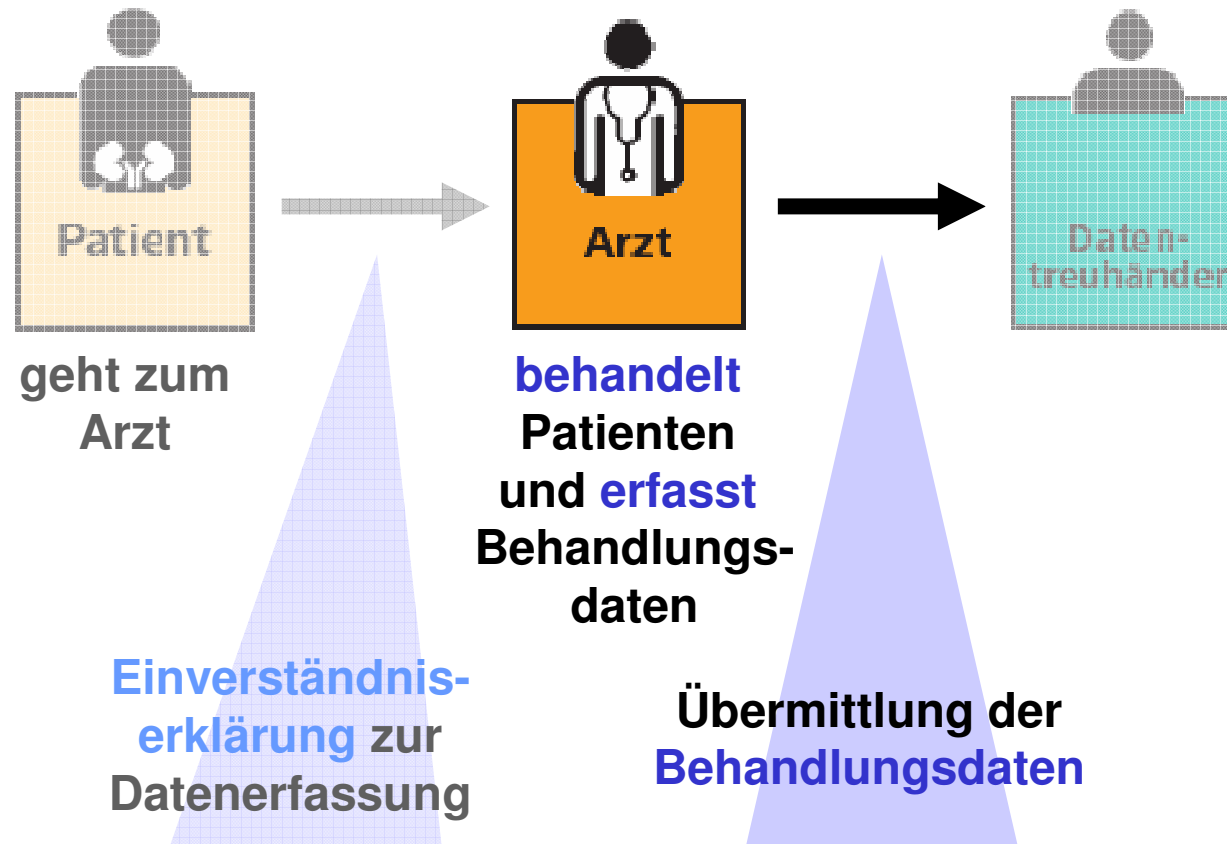 Patient
geht zum
Arzt
Arzt
behandelt
Patienten
und erfasst
Behandlungs-
daten
Daten-
treuhänder
Einverständnis-
erklärung zur
Datenerfassung
Übermittlung der
Behandlungsdaten